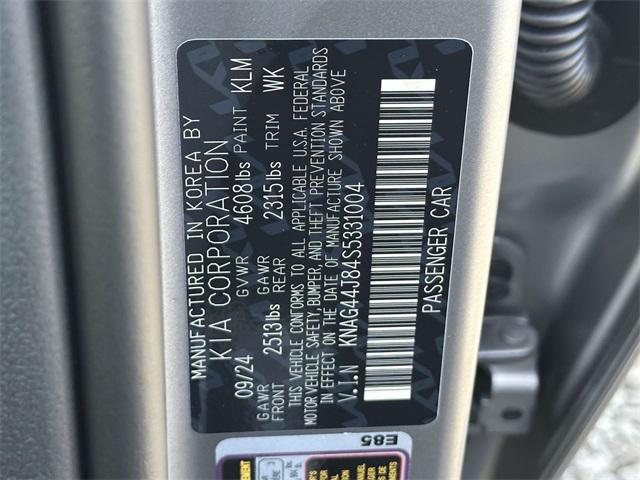 MANUFACTURED IN KOREA BY
KIA CORPORATION
09/24 GVWR 4608lbs PAINT KLM
GAWR FRONT 2513lbs GAWR REAR 2315lbs TRIM WK
THIS VEHICLE CONFORMS TO ALL APPLICABLE U.S.A. FEDERAL
MOTOR VEHICLE SAFETY, BUMPER, AND THEFT PREVENTION STANDARDS
IN EFFECT ON THE DATE OF MANUFACTURE SHOWN ABOVE
V.I.N KNAG44J84S5331004
PASSENGER CAR
E85